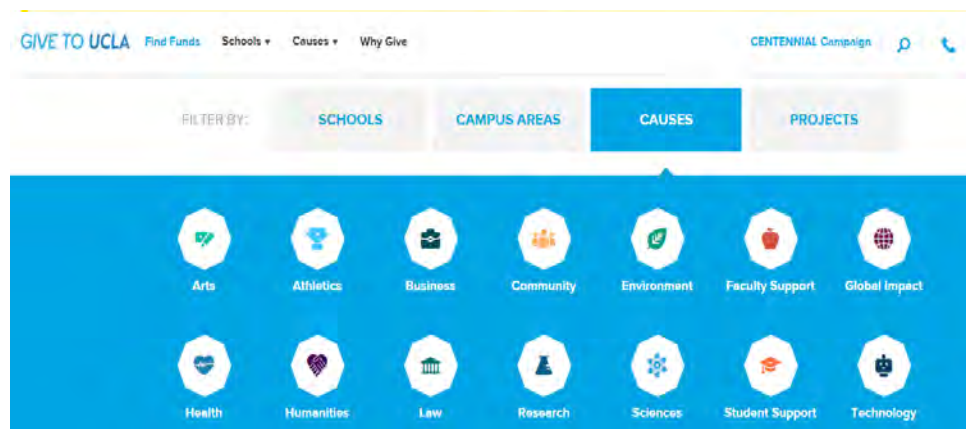 GIVE TO UCLA Find Funds Schools ▾ Causes ▾ Why Give CENTENNIAL Campaign
FILTER BY: SCHOOLS CAMPUS AREAS CAUSES PROJECTS
Arts Athletics Business Community Environment Faculty Support Global Impact
Health Humanities Law Research Sciences Student Support Technology